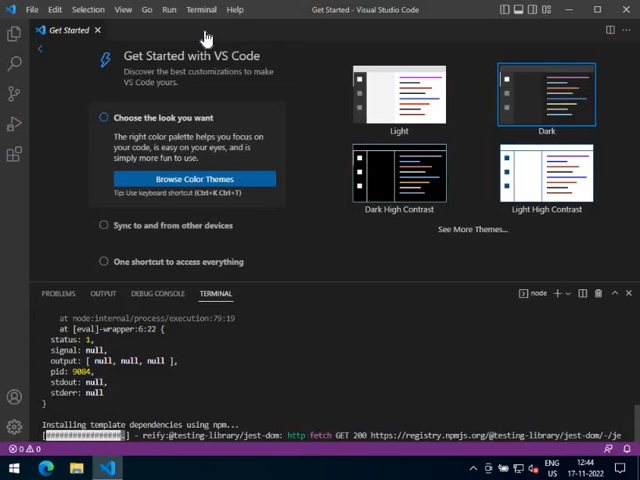 File Edit Selection View Go Run Terminal Help Get Started - Visual Studio Code
Get Started
Get Started with VS Code
Discover the best customizations to make
VS Code yours.
Choose the look you want
The right color palette helps you focus on
your code, is easy on your eyes, and is
simply more fun to use.
Browse Color Themes
Tip: Use keyboard shortcut (Ctrl+K Ctrl+T)
Sync to and from other devices
One shortcut to access everything
Light
Dark
Dark High Contrast
Light High Contrast
See More Themes...
PROBLEMS OUTPUT DEBUG CONSOLE TERMINAL
node
at node:internal/process/execution:79:19
at [eval]-wrapper:6:22 {
status: 1,
signal: null,
output: [ null, null, null ],
pid: 9084,
stdout: null,
stderr: null
}
Installing template dependencies using npm...
[##################.] - reify:@testing-library/jest-dom: http fetch GET 200 https://registry.npmjs.org/@testing-library/jest-dom/-/je
0 0
ENG
US
12:44
17-11-2022